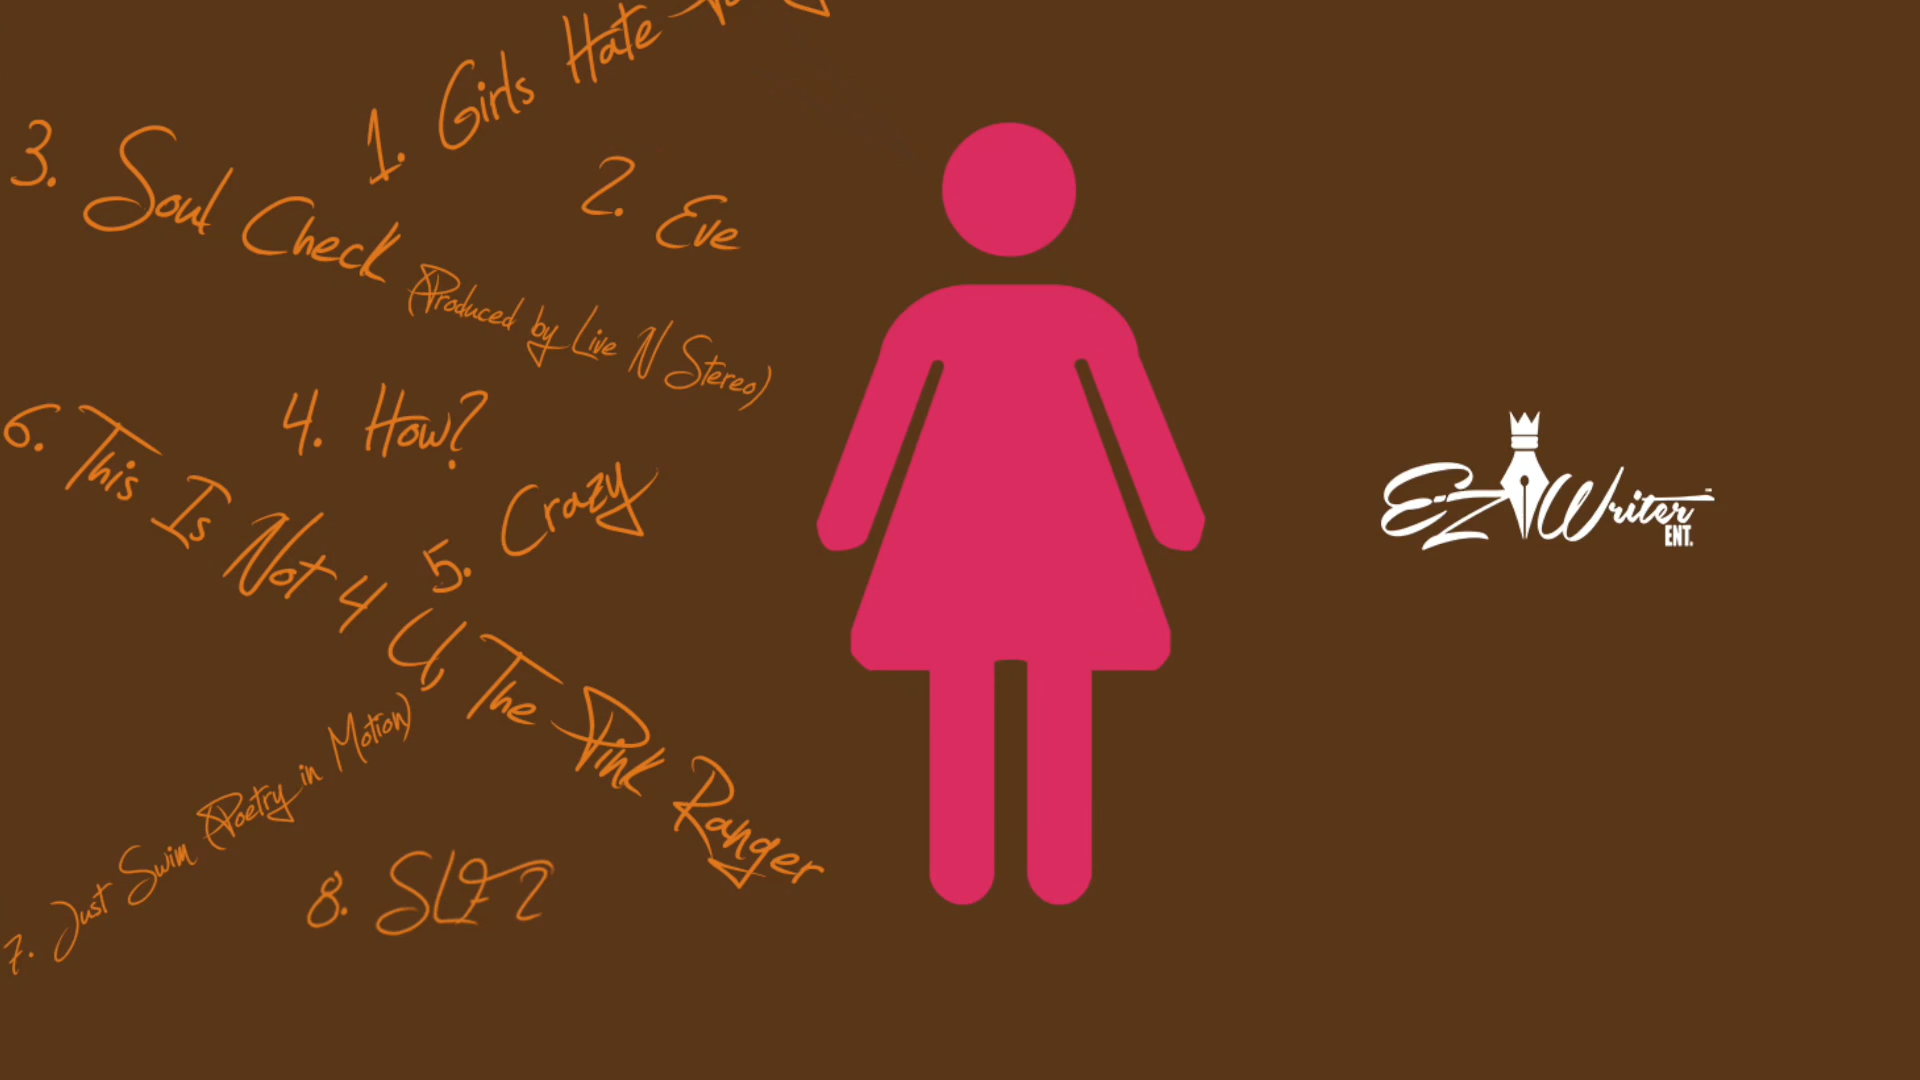 1. Girls Hate
2. Eve
3. Soul Check (Produced by Live N Stereo)
4. How?
5. Crazy
6. This Is Not 4 U, The Pink Ranger
7. Just Swim (Poetry in Motion)
8. SLF 2
E-Z Writer
ENT.